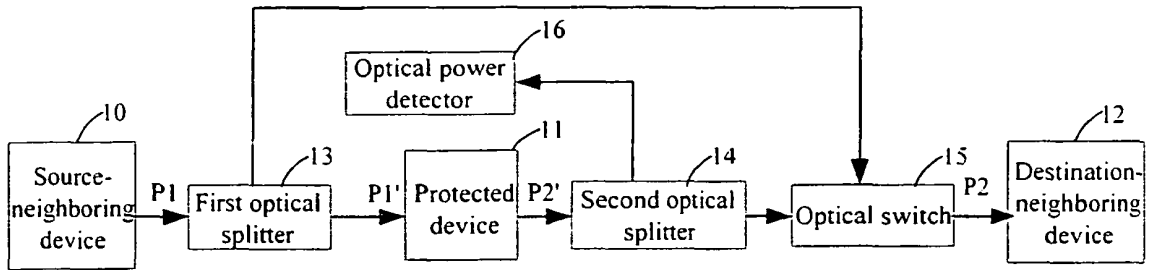 16
Optical power
detector
10
Source-
neighboring
device
P1
13
First optical
splitter
P1'
11
Protected
device
P2'
14
Second optical
splitter
15
Optical switch
P2
12
Destination-
neighboring
device